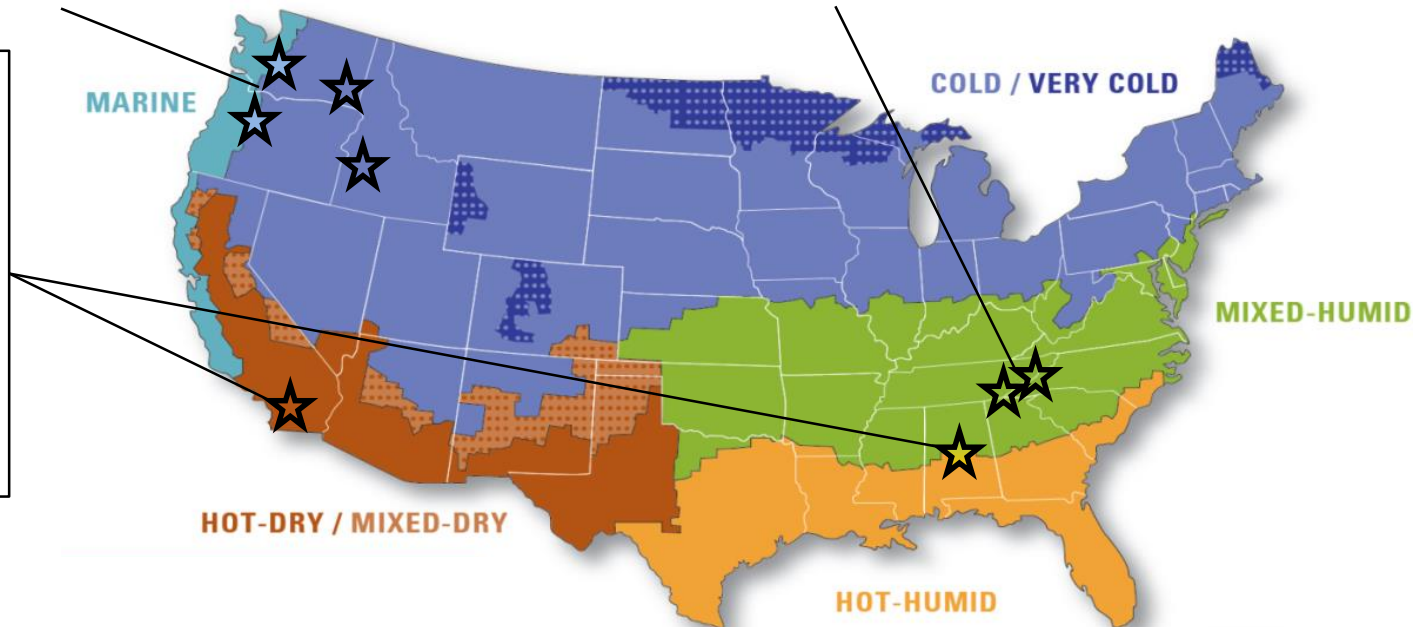 COLD / VERY COLD
MARINE
MIXED-HUMID
HOT-DRY / MIXED-DRY
HOT-HUMID